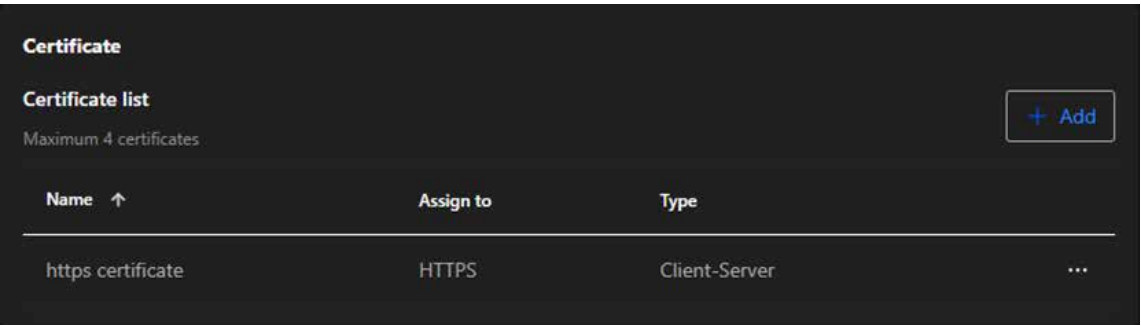 Certificate
Certificate list
+ Add
Maximum 4 certificates
Name ↑ Assign to Type
https certificate HTTPS Client-Server ...